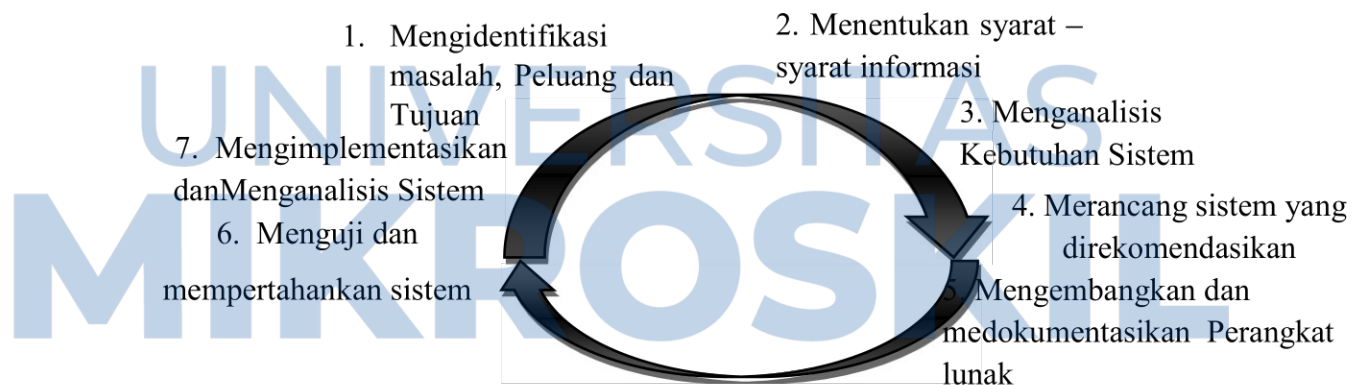 1. Mengidentifikasi
masalah, Peluang dan
Tujuan
2. Menentukan syarat –
syarat informasi
3. Menganalisis
Kebutuhan Sistem
4. Merancang sistem yang
direkomendasikan
5. Mengembangkan dan
medokumentasikan Perangkat
lunak
6. Menguji dan
mempertahankan sistem
7. Mengimplementasikan
danMenganalisis Sistem
UNIVERSITAS
MIKROSKIL